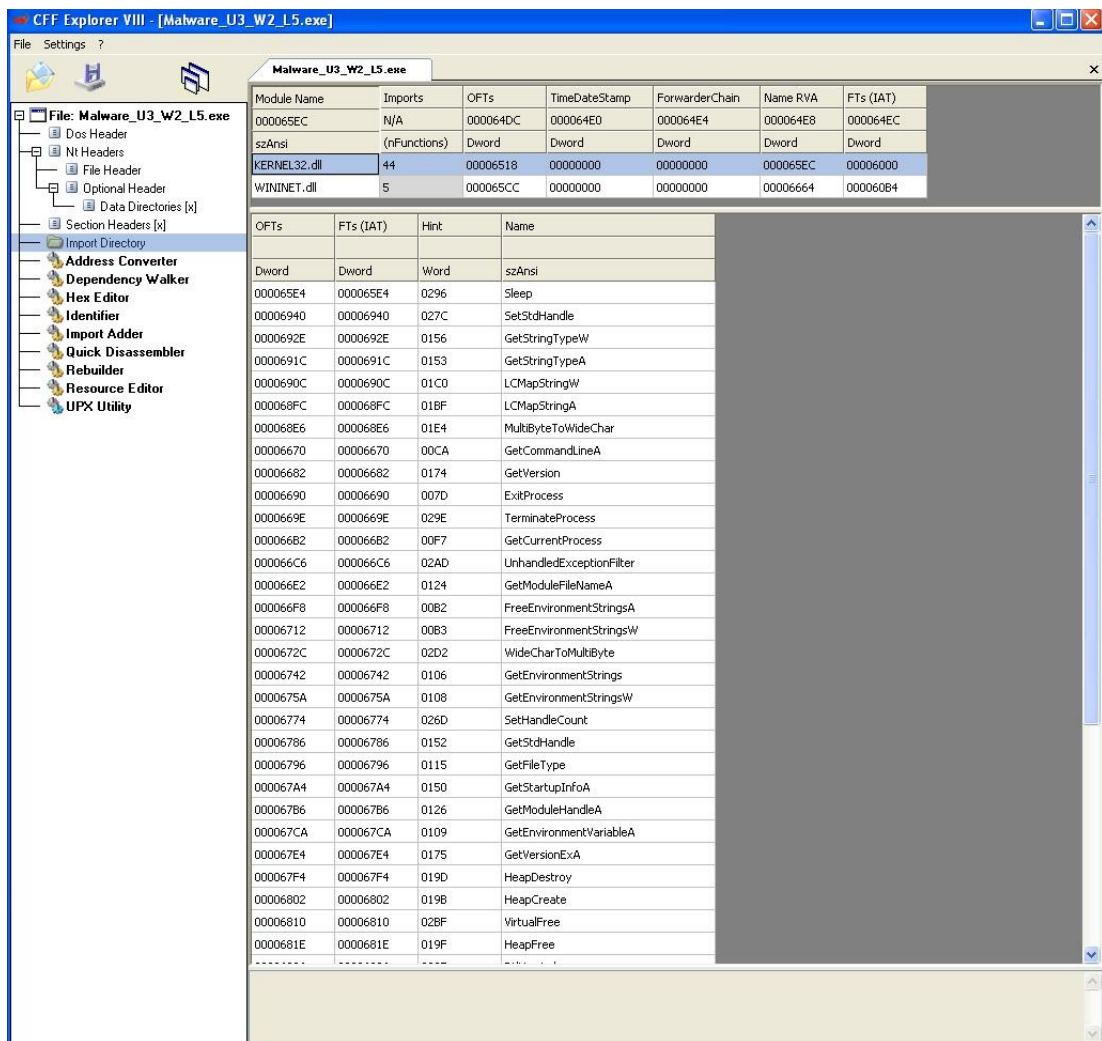 CFF Explorer VIII - [Malware_U3_W2_L5.exe]
File Settings ?
Malware_U3_W2_L5.exe
File: Malware_U3_W2_L5.exe
Dos Header
Nt Headers
File Header
Optional Header
Data Directories [x]
Section Headers [x]
Import Directory
Address Converter
Dependency Walker
Hex Editor
Identifier
Import Adder
Quick Disassembler
Rebuilder
Resource Editor
UPX Utility
Module Name Imports OFTs TimeDateStamp ForwarderChain Name RVA FTs (IAT)
000065EC N/A 000064DC 000064E0 000064E4 000064E8 000064EC
szAnsi (nFunctions) Dword Dword Dword Dword Dword
KERNEL32.dll 44 00006518 00000000 00000000 000065EC 00006000
WININET.dll 5 000065CC 00000000 00000000 00006664 000060B4
OFTs FTs (IAT) Hint Name
Dword Dword Word szAnsi
000065E4 000065E4 0296 Sleep
00006940 00006940 027C SetStdHandle
0000692E 0000692E 0156 GetStringTypeW
0000691C 0000691C 0153 GetStringTypeA
0000690C 0000690C 01C0 LCMapStringW
000068FC 000068FC 01BF LCMapStringA
000068E6 000068E6 01E4 MultiByteToWideChar
00006670 00006670 00CA GetCommandLineA
00006682 00006682 0174 GetVersion
00006690 00006690 007D ExitProcess
0000669E 0000669E 029E TerminateProcess
000066B2 000066B2 00F7 GetCurrentProcess
000066C6 000066C6 02AD UnhandledExceptionFilter
000066E2 000066E2 0124 GetModuleFileNameA
000066F8 000066F8 00B2 FreeEnvironmentStringsA
00006712 00006712 00B3 FreeEnvironmentStringsW
0000672C 0000672C 02D2 WideCharToMultiByte
00006742 00006742 0106 GetEnvironmentStrings
0000675A 0000675A 0108 GetEnvironmentStringsW
00006774 00006774 026D SetHandleCount
00006786 00006786 0152 GetStdHandle
00006796 00006796 0115 GetFileType
000067A4 000067A4 0150 GetStartupInfoA
000067B6 000067B6 0126 GetModuleHandleA
000067CA 000067CA 0109 GetEnvironmentVariableA
000067E4 000067E4 0175 GetVersionExA
000067F4 000067F4 019D HeapDestroy
00006802 00006802 019B HeapCreate
00006810 00006810 02BF VirtualFree
0000681E 0000681E 019F HeapFree